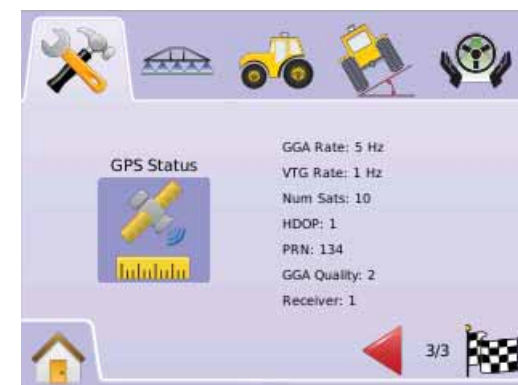 GPS Status
GGA Rate: 5 Hz
VTG Rate: 1 Hz
Num Sats: 10
HDOP: 1
PRN: 134
GGA Quality: 2
Receiver: 1
3/3